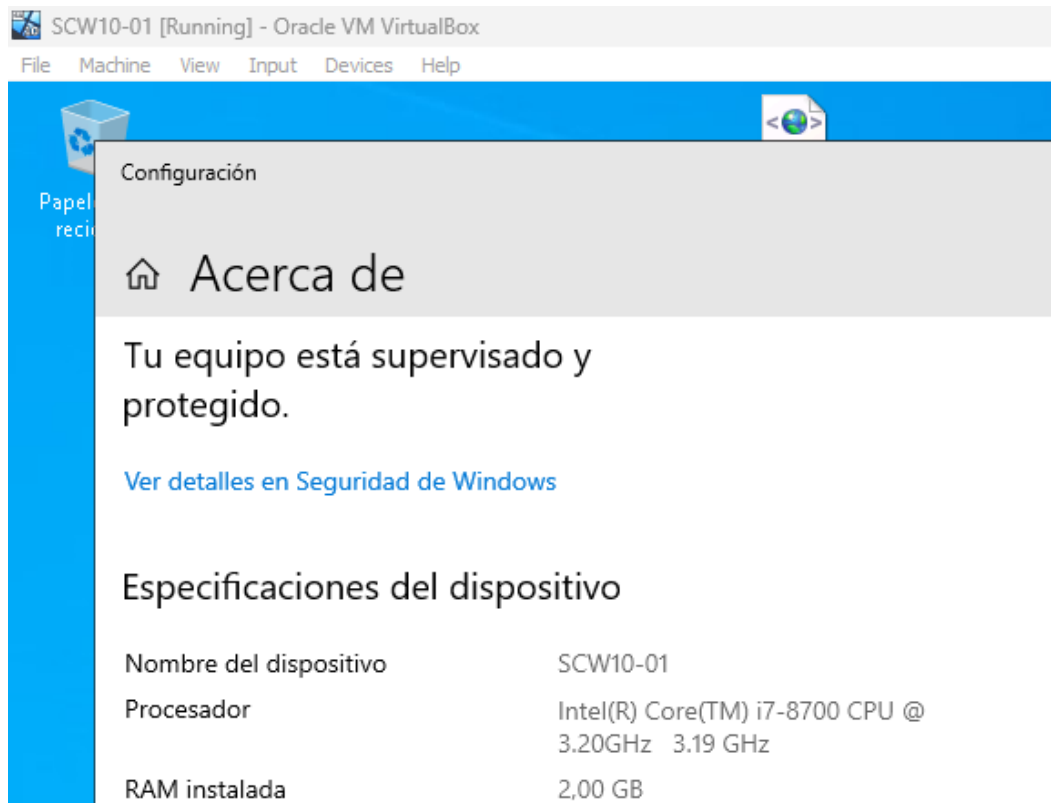 SCW10-01 [Running] - Oracle VM VirtualBox
File Machine View Input Devices Help
Configuración
Acerca de
Tu equipo está supervisado y
protegido.
Ver detalles en Seguridad de Windows
Especificaciones del dispositivo
Nombre del dispositivo SCW10-01
Procesador Intel(R) Core(TM) i7-8700 CPU @
3.20GHz 3.19 GHz
RAM instalada 2,00 GB